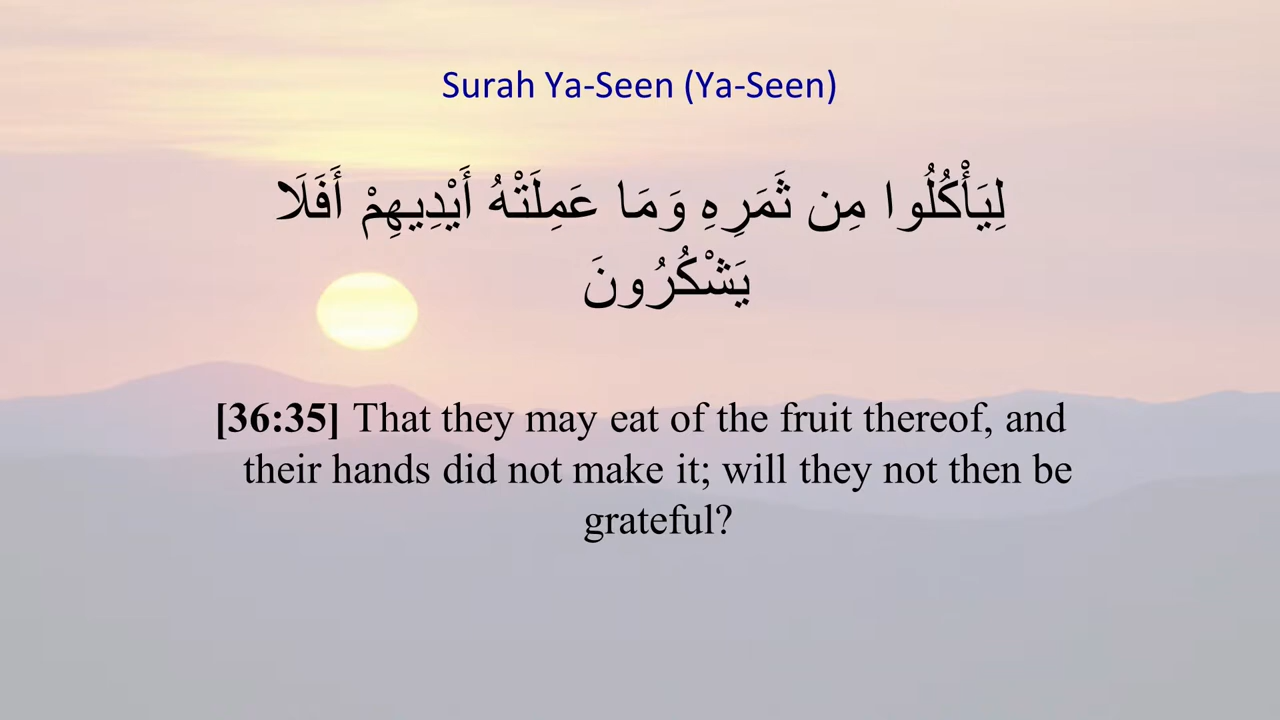 Surah Ya-Seen (Ya-Seen)
لِيَأْكُلُوا مِن ثَمَرِهِ وَمَا عَمِلَتْهُ أَيْدِيهِمْ أَفَلَا
يَشْكُرُونَ
[36:35] That they may eat of the fruit thereof, and
their hands did not make it; will they not then be
grateful?